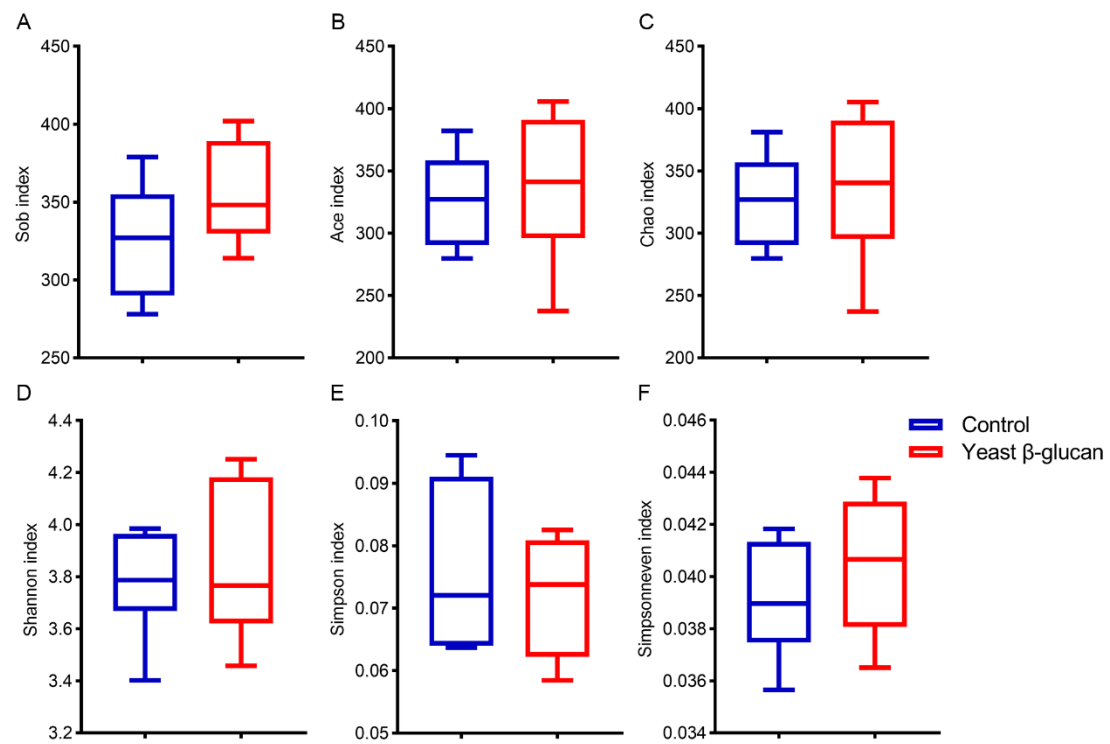 A
450
400
350
300
250
Sob index
B
450
400
350
300
250
200
Ace index
C
450
400
350
300
250
200
Chao index
D
4.4
4.2
4.0
3.8
3.6
3.4
3.2
Shannon index
E
0.10
0.09
0.08
0.07
0.06
0.05
Simpson index
F
0.046
0.044
0.042
0.040
0.038
0.036
0.034
Simpsonneven index
Control
Yeast β-glucan